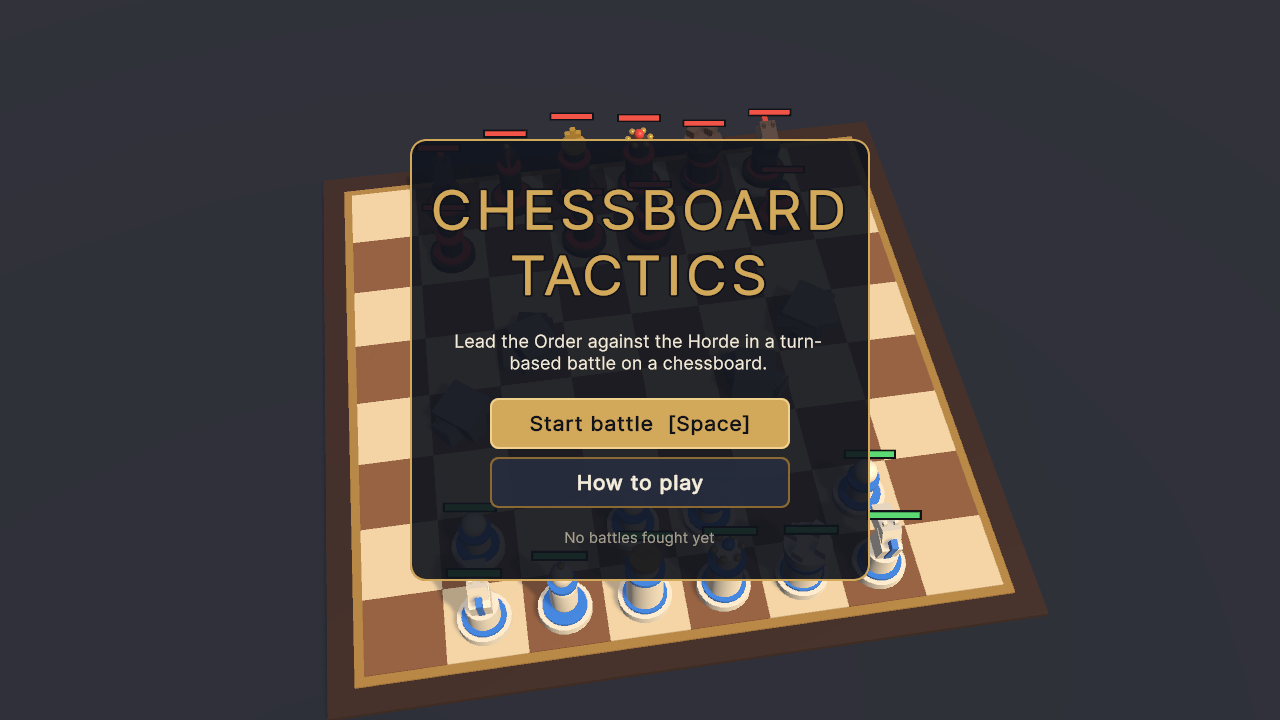 CHESSBOARD
TACTICS
Lead the Order against the Horde in a turn-
based battle on a chessboard.
Start battle [Space]
How to play
No battles fought yet